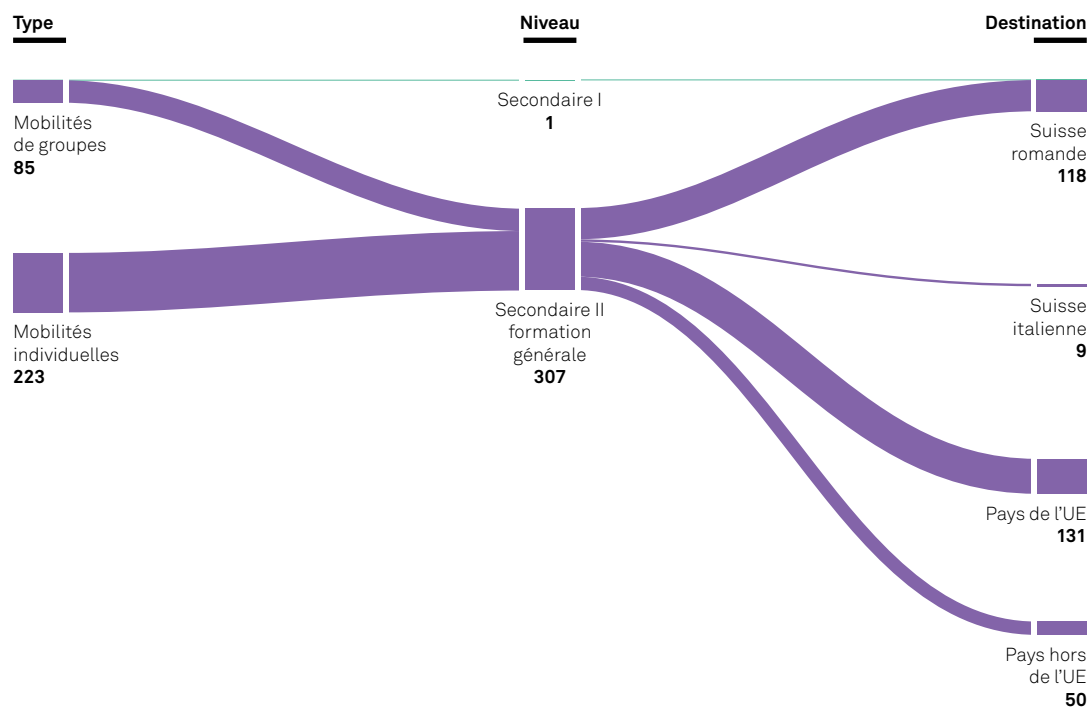 Type
Niveau
Destination
Mobilités
de groupes
85
Mobilités
individuelles
223
Secondaire I
1
Secondaire II
formation
générale
307
Suisse
romande
118
Suisse
italienne
9
Pays de l’UE
131
Pays hors
de l’UE
50